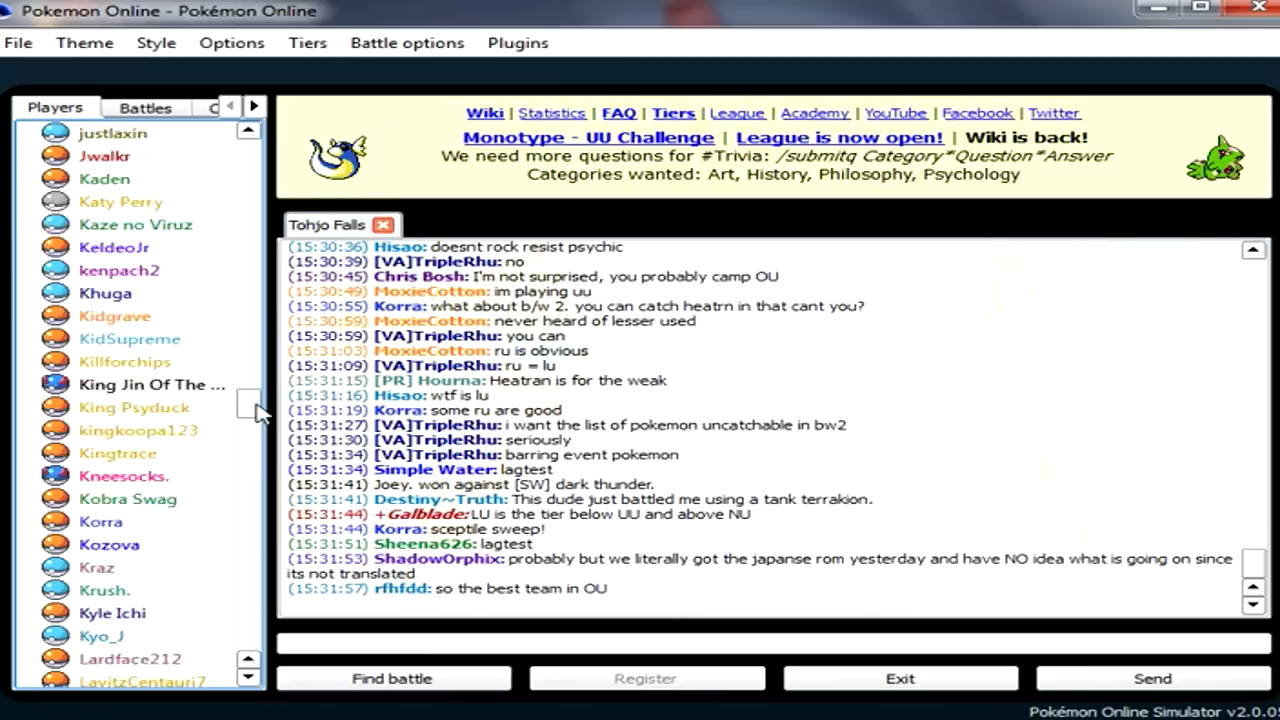 Pokemon Online - Pokémon Online
File Theme Style Options Tiers Battle options Plugins
Players Battles C
justlaxin
Jwalkr
Kaden
Katy Perry
Kaze no Viruz
KeldeoJr
kenpach2
Khuga
Kidgrave
KidSupreme
Killforchips
King Jin Of The ...
King Psyduck
kingkoopa123
Kingtrace
Kneesocks.
Kobra Swag
Korra
Kozova
Kraz
Krush.
Kyle Ichi
Kyo_J
Lardface212
LavitzCentauri7
Wiki | Statistics | FAQ | Tiers | League | Academy | YouTube | Facebook | Twitter
Monotype - UU Challenge | League is now open! | Wiki is back!
We need more questions for #Trivia: /submitq Category*Question*Answer
Categories wanted: Art, History, Philosophy, Psychology
Tohjo Falls
(15:30:36) Hisao: doesnt rock resist psychic
(15:30:39) [VA]TripleRhu: no
(15:30:45) Chris Bosh: I'm not surprised, you probably camp OU
(15:30:49) MoxieCotton: im playing uu
(15:30:55) Korra: what about b/w 2. you can catch heatrn in that cant you?
(15:30:59) MoxieCotton: never heard of lesser used
(15:30:59) [VA]TripleRhu: you can
(15:31:03) MoxieCotton: ru is obvious
(15:31:09) [VA]TripleRhu: ru = lu
(15:31:15) [PR] Hourna: Heatran is for the weak
(15:31:16) Hisao: wtf is lu
(15:31:19) Korra: some ru are good
(15:31:27) [VA]TripleRhu: i want the list of pokemon uncatchable in bw2
(15:31:30) [VA]TripleRhu: seriously
(15:31:34) [VA]TripleRhu: barring event pokemon
(15:31:34) Simple Water: lagtest
(15:31:41) Joey. won against [SW] dark thunder.
(15:31:41) Destiny~Truth: This dude just battled me using a tank terrakion.
(15:31:44) +Galblade: LU is the tier below UU and above NU
(15:31:44) Korra: sceptile sweep!
(15:31:51) Sheena626: lagtest
(15:31:53) ShadowOrphix: probably but we literally got the japanse rom yesterday and have NO idea what is going on since
its not translated
(15:31:57) rfhfdd: so the best team in OU
Find battle Register Exit Send
Pokémon Online Simulator v2.0.05